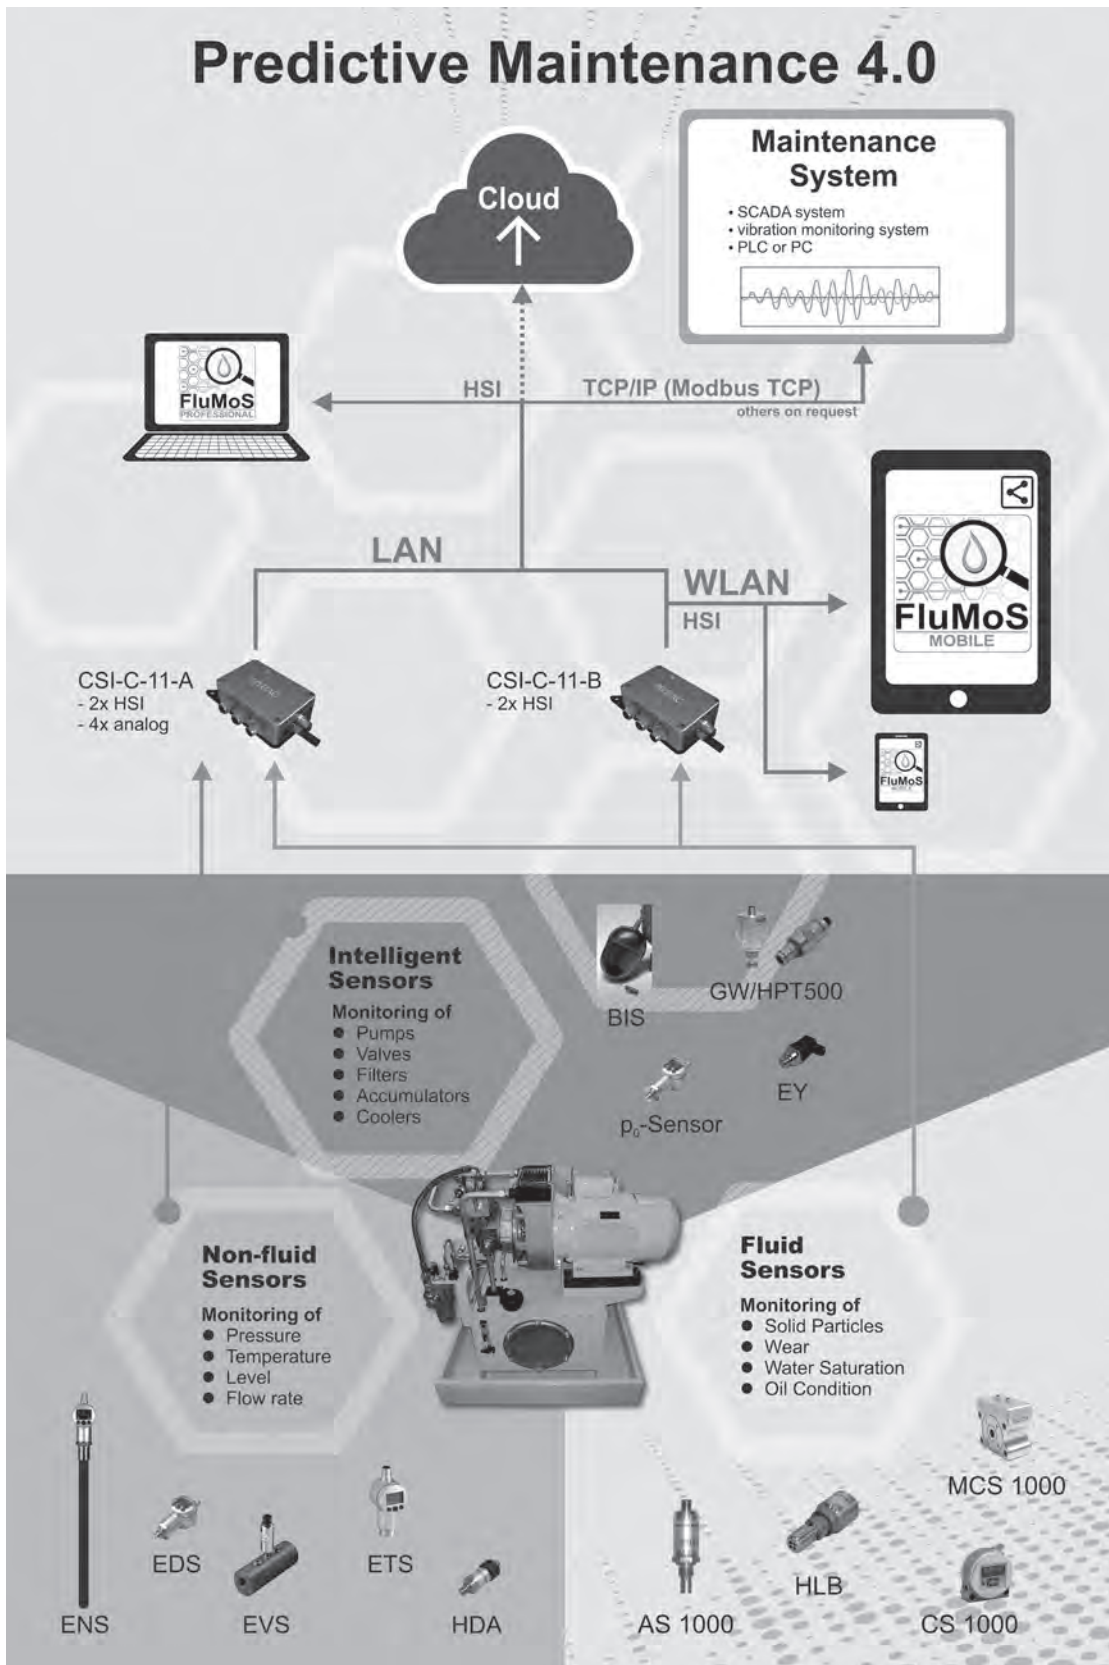 Predictive Maintenance 4.0
Cloud
Maintenance
System
• SCADA system
• vibration monitoring system
• PLC or PC
FluMoS
PROFESSIONAL
HSI
TCP/IP (Modbus TCP)
others on request
LAN
WLAN
HSI
FluMoS
MOBILE
CSI-C-11-A
- 2x HSI
- 4x analog
CSI-C-11-B
- 2x HSI
FluMoS
MOBILE
Intelligent
Sensors
Monitoring of
● Pumps
● Valves
● Filters
● Accumulators
● Coolers
BIS
GW/HPT500
p₀-Sensor
EY
Non-fluid
Sensors
Monitoring of
● Pressure
● Temperature
● Level
● Flow rate
Fluid
Sensors
Monitoring of
● Solid Particles
● Wear
● Water Saturation
● Oil Condition
ENS
EDS
EVS
ETS
HDA
AS 1000
HLB
MCS 1000
CS 1000